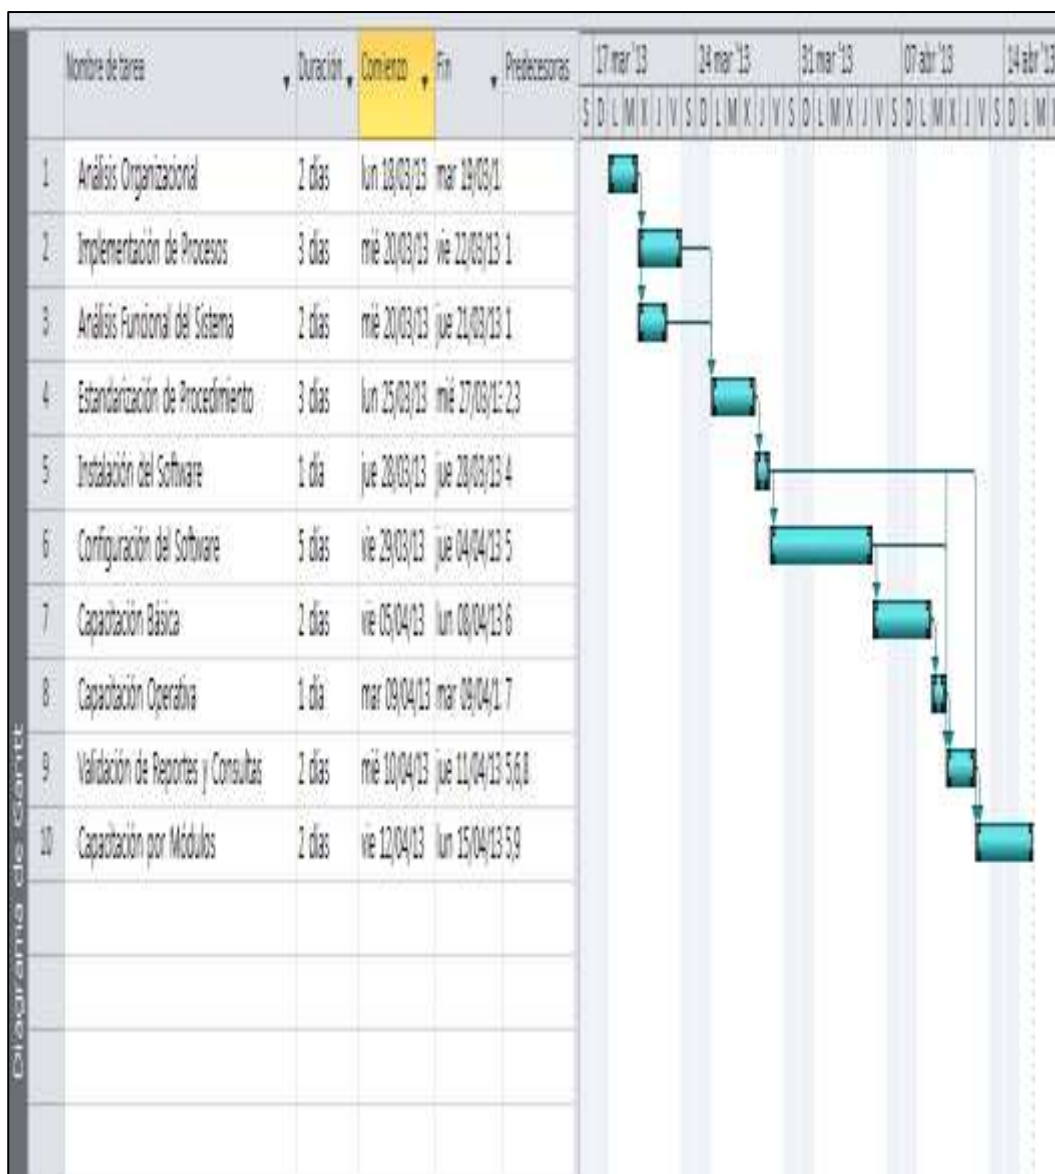 Nombre de tarea Duración Comienzo Fin Predecesoras 17 mar '13 24 mar '13 31 mar '13 07 abr '13 14 abr '13
S D L M X J V S D L M X J V S D L M X J V S D L M X J V S D L M
1 Análisis Organizacional 2 días lun 18/03/13 mar 19/03/1
2 Implementación de Procesos 3 días mié 20/03/13 vie 22/03/13 1
3 Análisis Funcional del Sistema 2 días mié 20/03/13 jue 21/03/13 1
4 Estandarización de Procedimiento 3 días lun 25/03/13 mié 27/03/13 2,3
5 Instalación del Software 1 día jue 28/03/13 jue 28/03/13 4
6 Configuración del Software 5 días vie 29/03/13 jue 04/04/13 5
7 Capacitación Básica 2 días vie 05/04/13 lun 08/04/13 6
8 Capacitación Operativa 1 día mar 09/04/13 mar 09/04/1 7
9 Validación de Reportes y Consultas 2 días mié 10/04/13 jue 11/04/13 5,6,8
10 Capacitación por Módulos 2 días vie 12/04/13 lun 15/04/13 5,9
Diagrama de Gantt